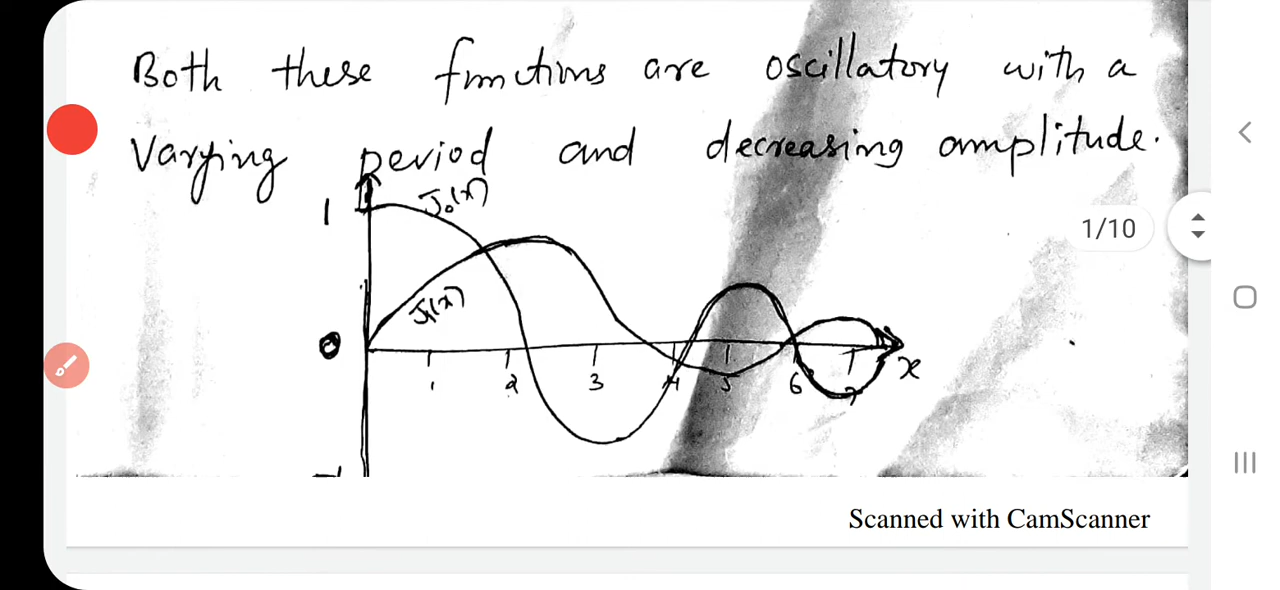 Both these functions are oscillatory with a
varying period and decreasing amplitude.
1
J₀(x)
J₁(x)
0
1 2 3 4 5 6 7
x
-1
1/10
Scanned with CamScanner